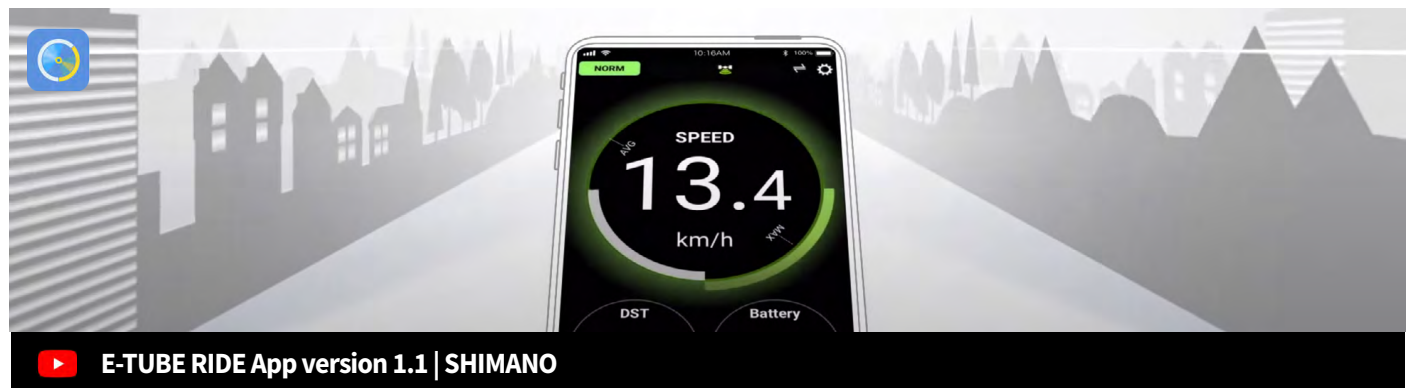 10:16AM
100%
NORM
SPEED
AVG
13.4
km/h
MAX
DST
Battery
E-TUBE RIDE App version 1.1 | SHIMANO